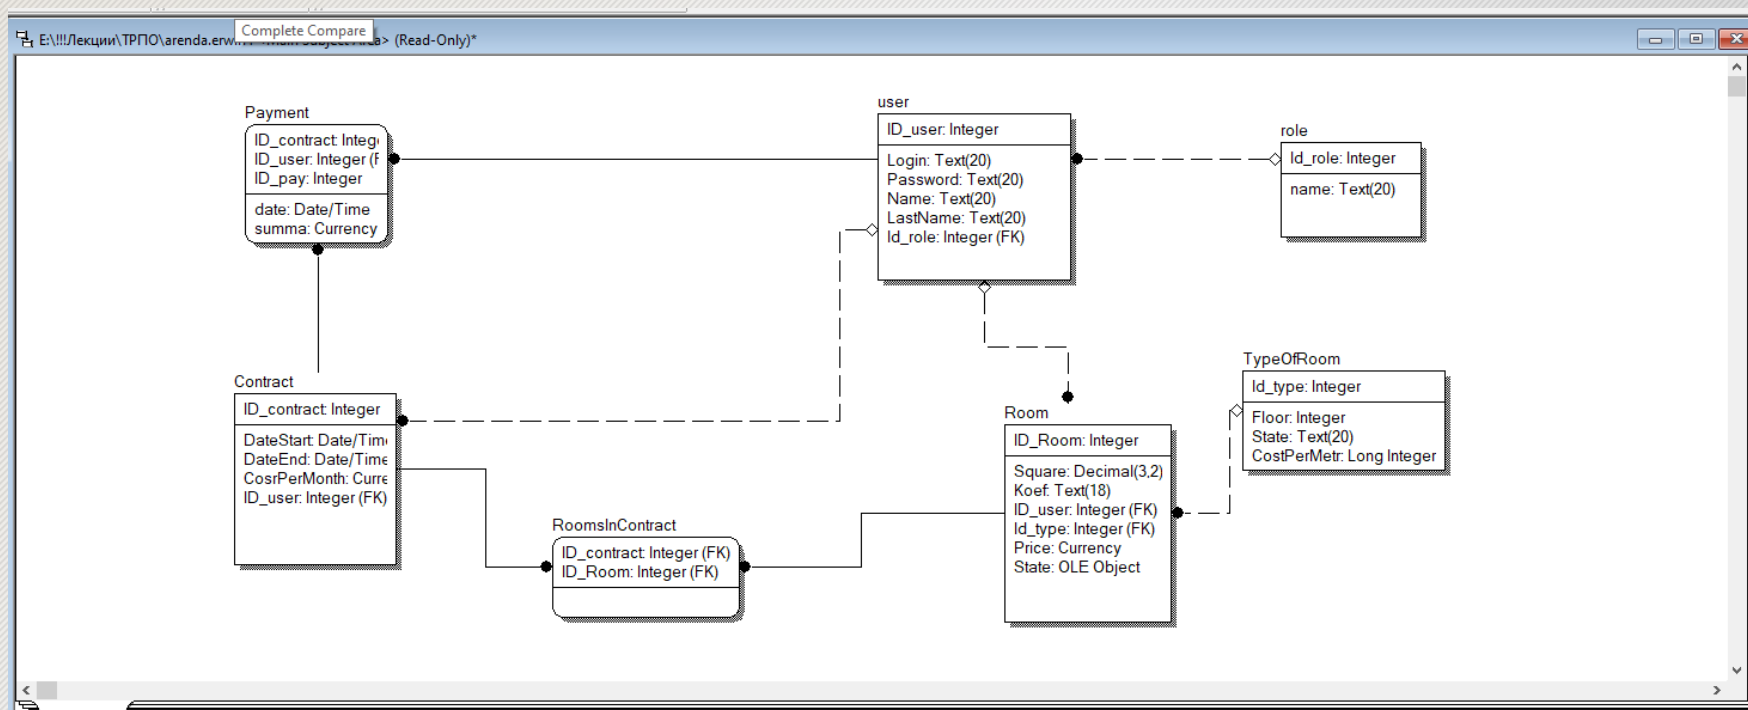 Complete Compare
E:\!!!Лекции\ТРПО\arenda.erwin Area> (Read-Only)*
Payment
ID_contract: Intege
ID_user: Integer (F
ID_pay: Integer
date: Date/Time
summa: Currency
user
ID_user: Integer
Login: Text(20)
Password: Text(20)
Name: Text(20)
LastName: Text(20)
Id_role: Integer (FK)
role
Id_role: Integer
name: Text(20)
Contract
ID_contract: Integer
DateStart: Date/Time
DateEnd: Date/Time
CosrPerMonth: Curre
ID_user: Integer (FK)
RoomsInContract
ID_contract: Integer (FK)
ID_Room: Integer (FK)
Room
ID_Room: Integer
Square: Decimal(3,2)
Koef: Text(18)
ID_user: Integer (FK)
Id_type: Integer (FK)
Price: Currency
State: OLE Object
TypeOfRoom
Id_type: Integer
Floor: Integer
State: Text(20)
CostPerMetr: Long Integer